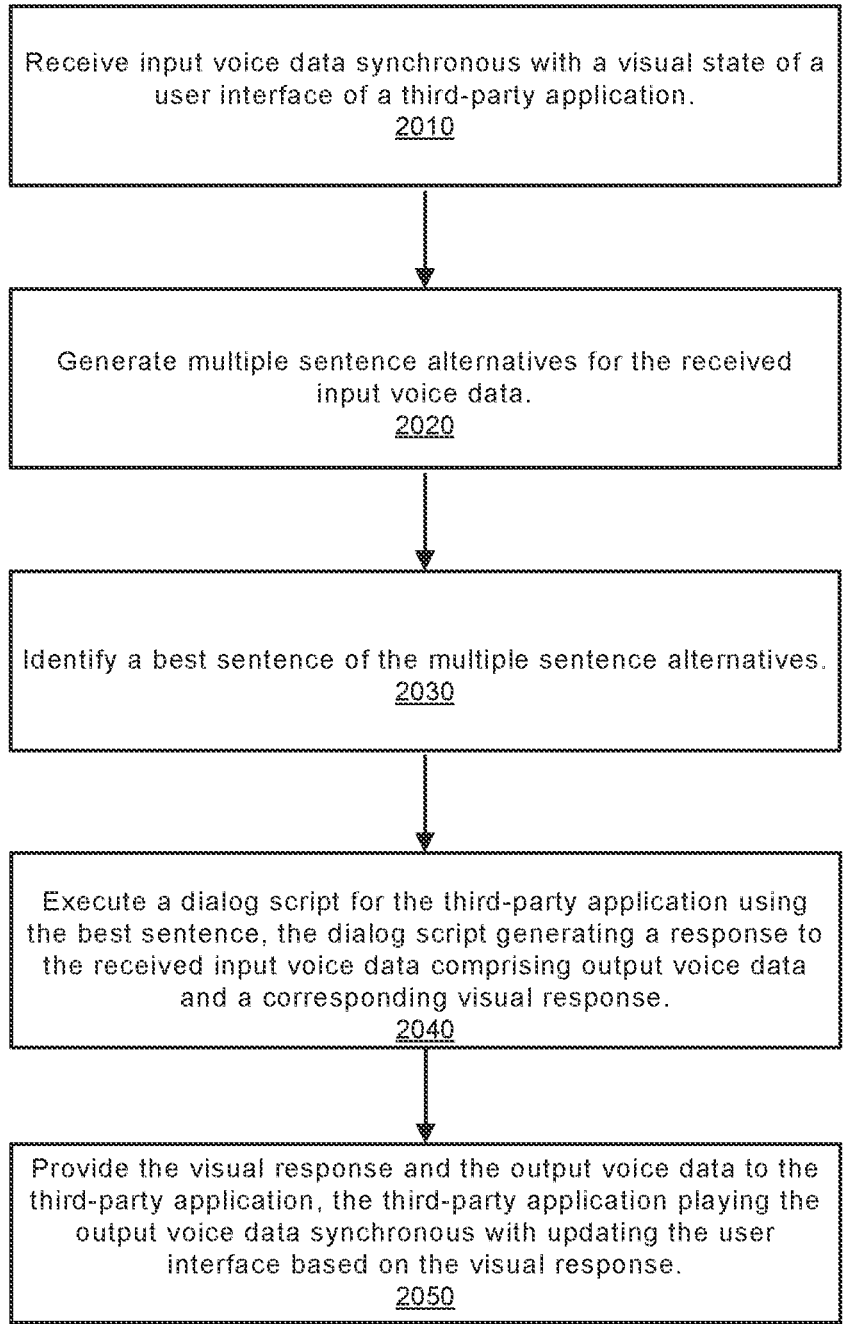 Receive input voice data synchronous with a visual state of a
user interface of a third-party application.
2010
Generate multiple sentence alternatives for the received
input voice data.
2020
Identify a best sentence of the multiple sentence alternatives.
2030
Execute a dialog script for the third-party application using
the best sentence, the dialog script generating a response to
the received input voice data comprising output voice data
and a corresponding visual response.
2040
Provide the visual response and the output voice data to the
third-party application, the third-party application playing the
output voice data synchronous with updating the user
interface based on the visual response.
2050